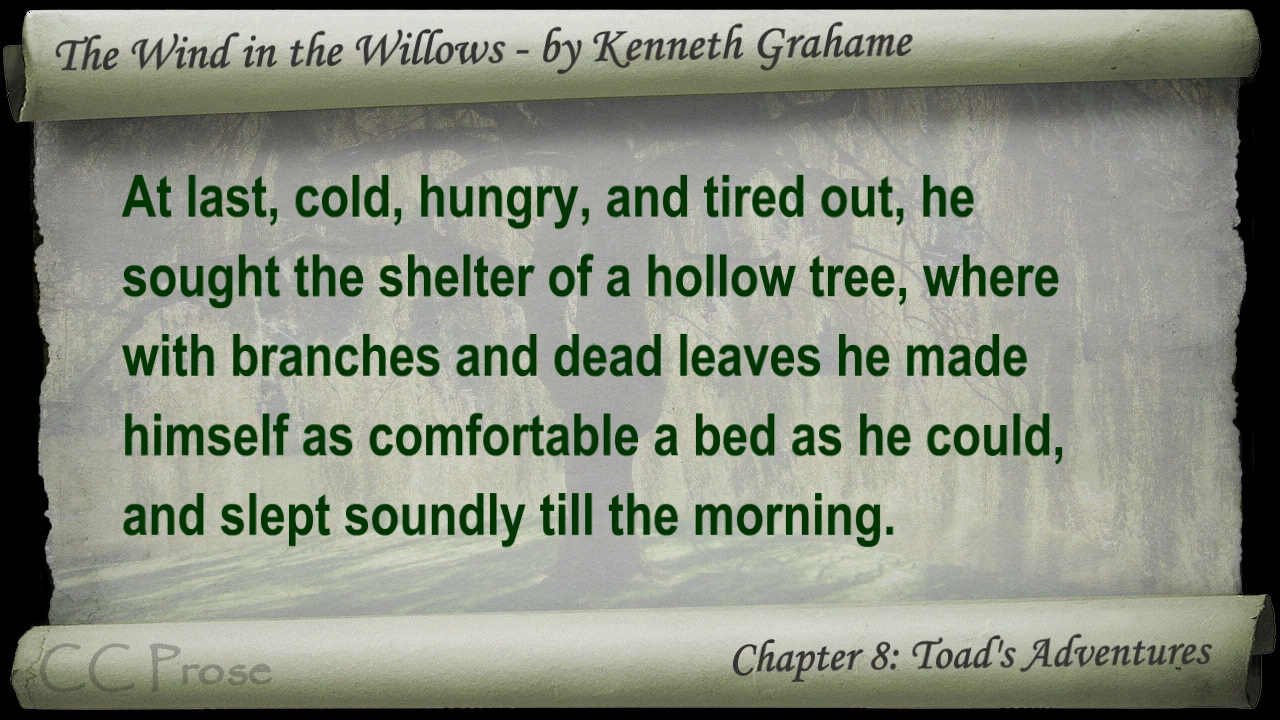 The Wind in the Willows - by Kenneth Grahame
At last, cold, hungry, and tired out, he
sought the shelter of a hollow tree, where
with branches and dead leaves he made
himself as comfortable a bed as he could,
and slept soundly till the morning.
CC Prose
Chapter 8: Toad's Adventures